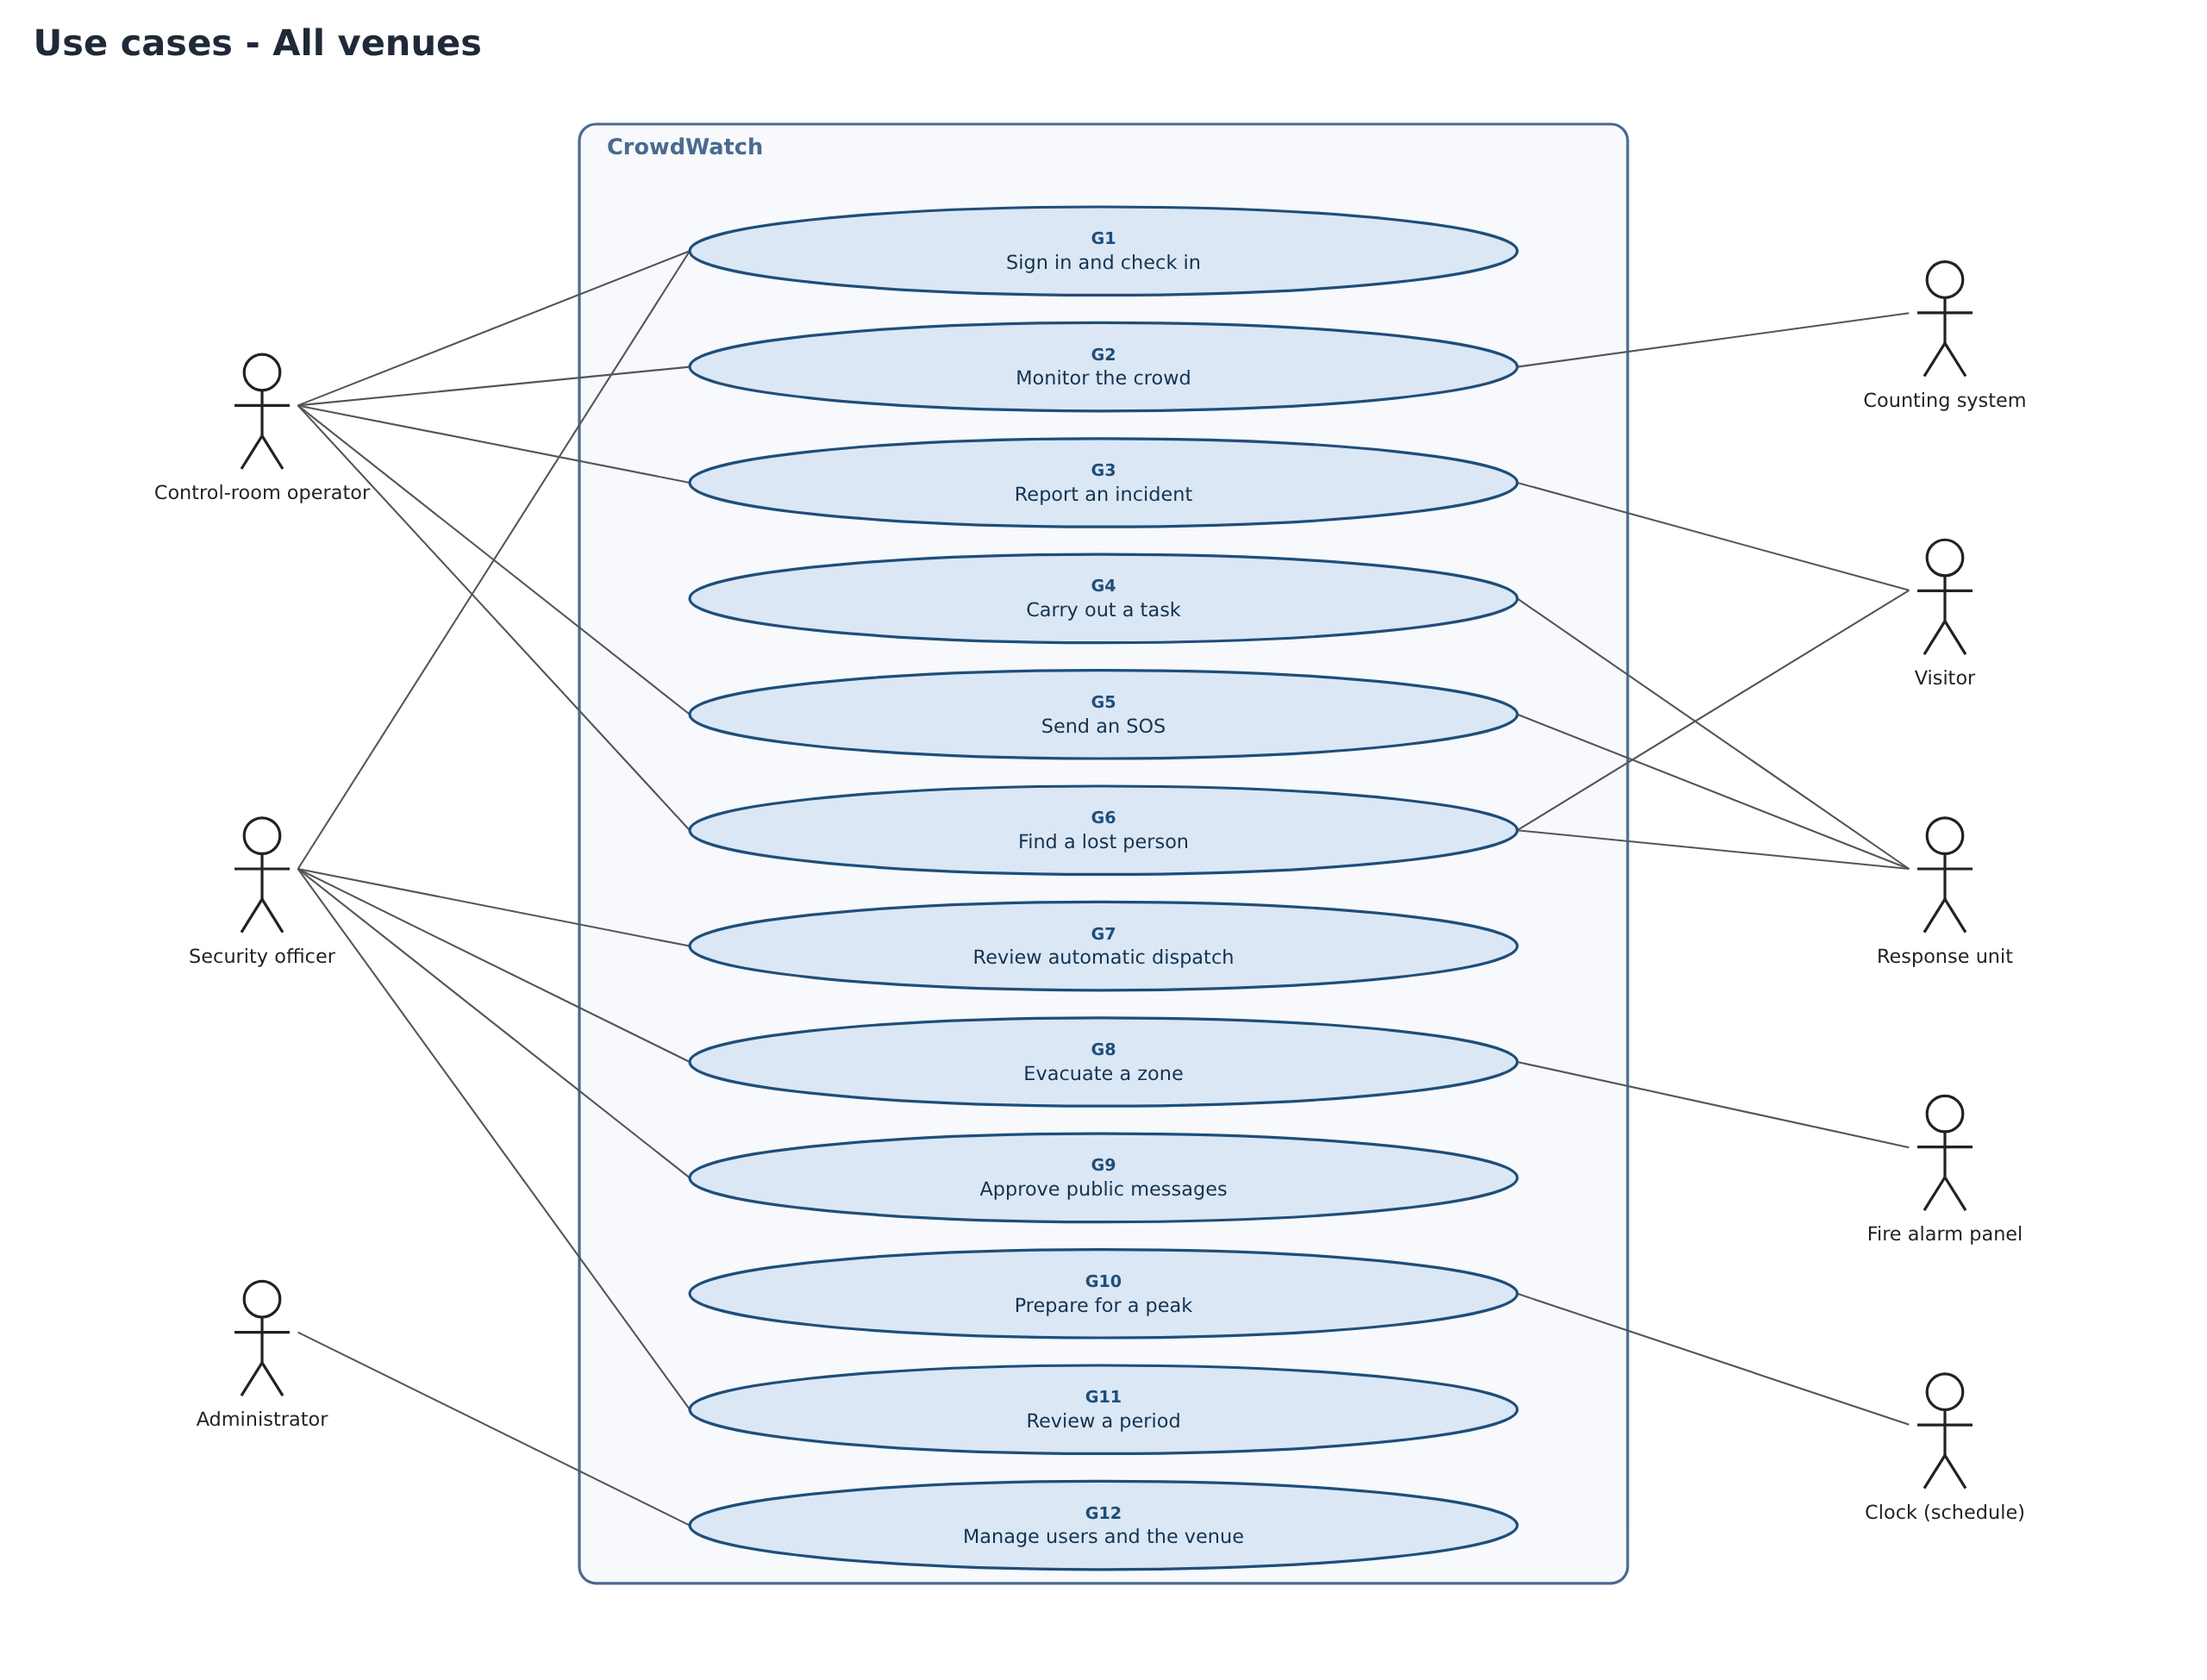 Use cases - All venues
CrowdWatch
G1
Sign in and check in
G2
Monitor the crowd
G3
Report an incident
G4
Carry out a task
G5
Send an SOS
G6
Find a lost person
G7
Review automatic dispatch
G8
Evacuate a zone
G9
Approve public messages
G10
Prepare for a peak
G11
Review a period
G12
Manage users and the venue
Control-room operator
Security officer
Administrator
Counting system
Visitor
Response unit
Fire alarm panel
Clock (schedule)